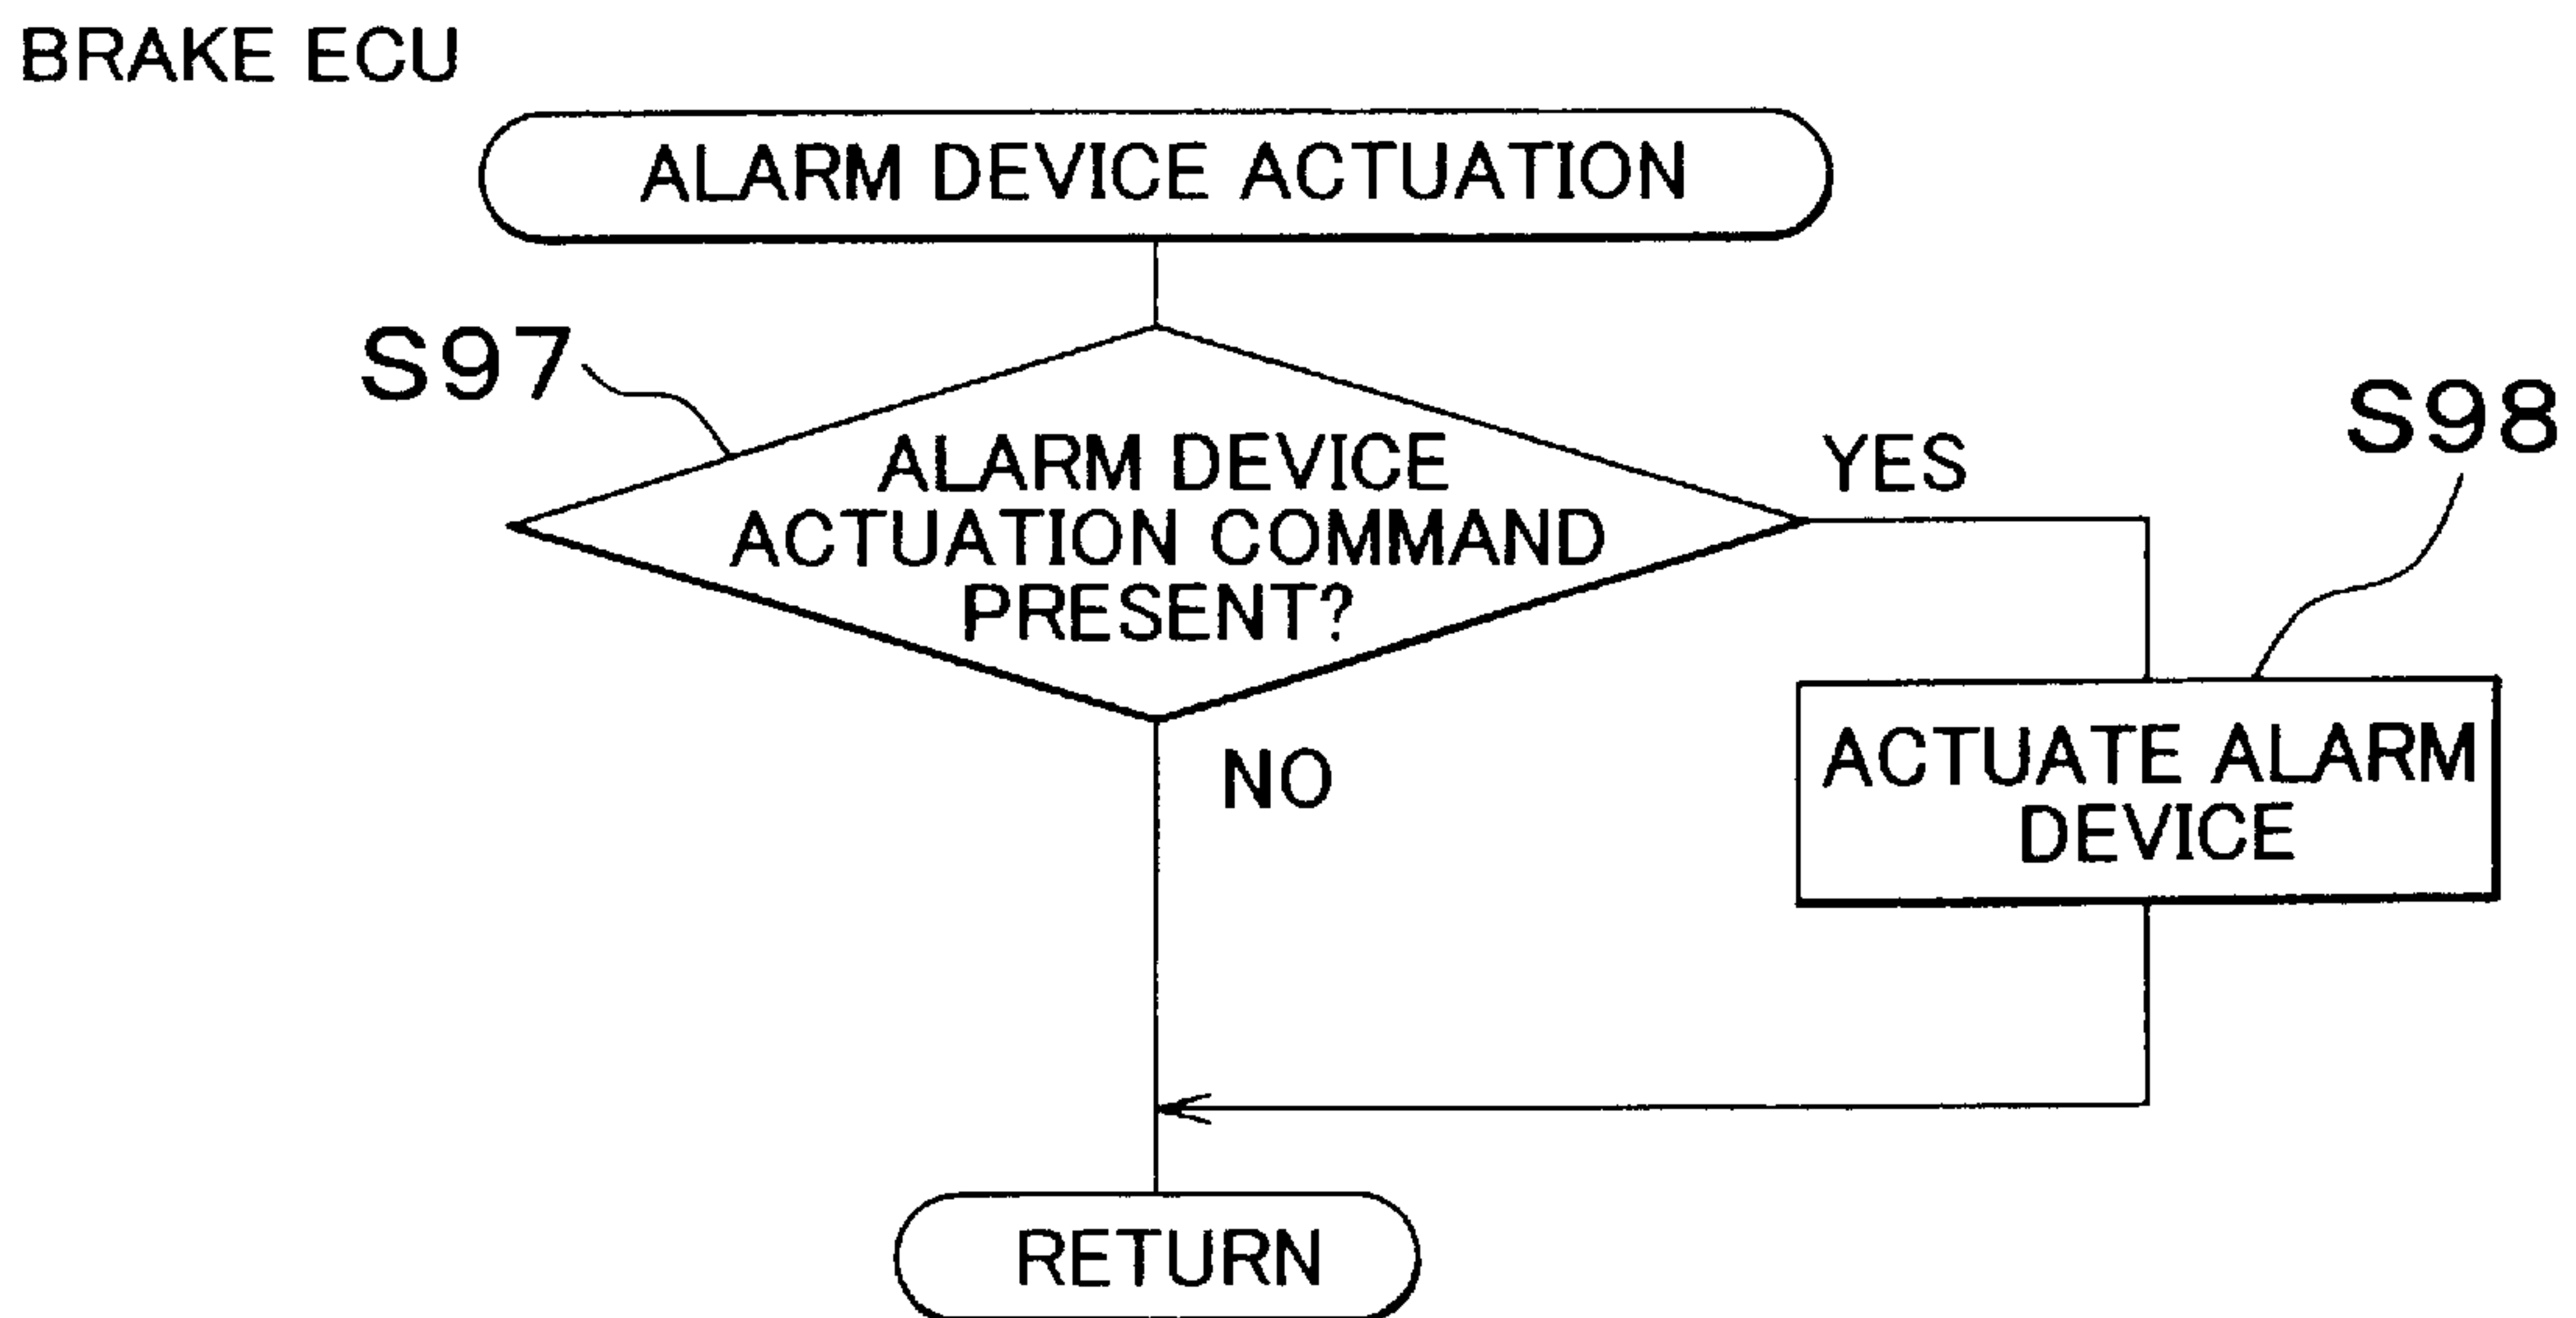 BRAKE ECU
ALARM DEVICE ACTUATION
S97
ALARM DEVICE
ACTUATION COMMAND
PRESENT?
YES
S98
NO
ACTUATE ALARM
DEVICE
RETURN